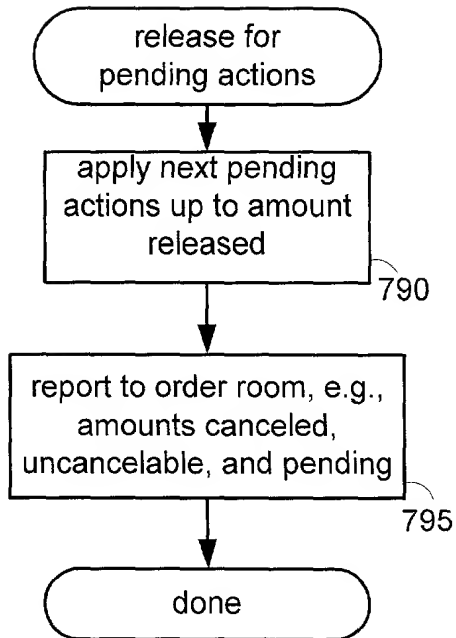 release for
pending actions
apply next pending
actions up to amount
released
790
report to order room, e.g.,
amounts canceled,
uncancelable, and pending
795
done